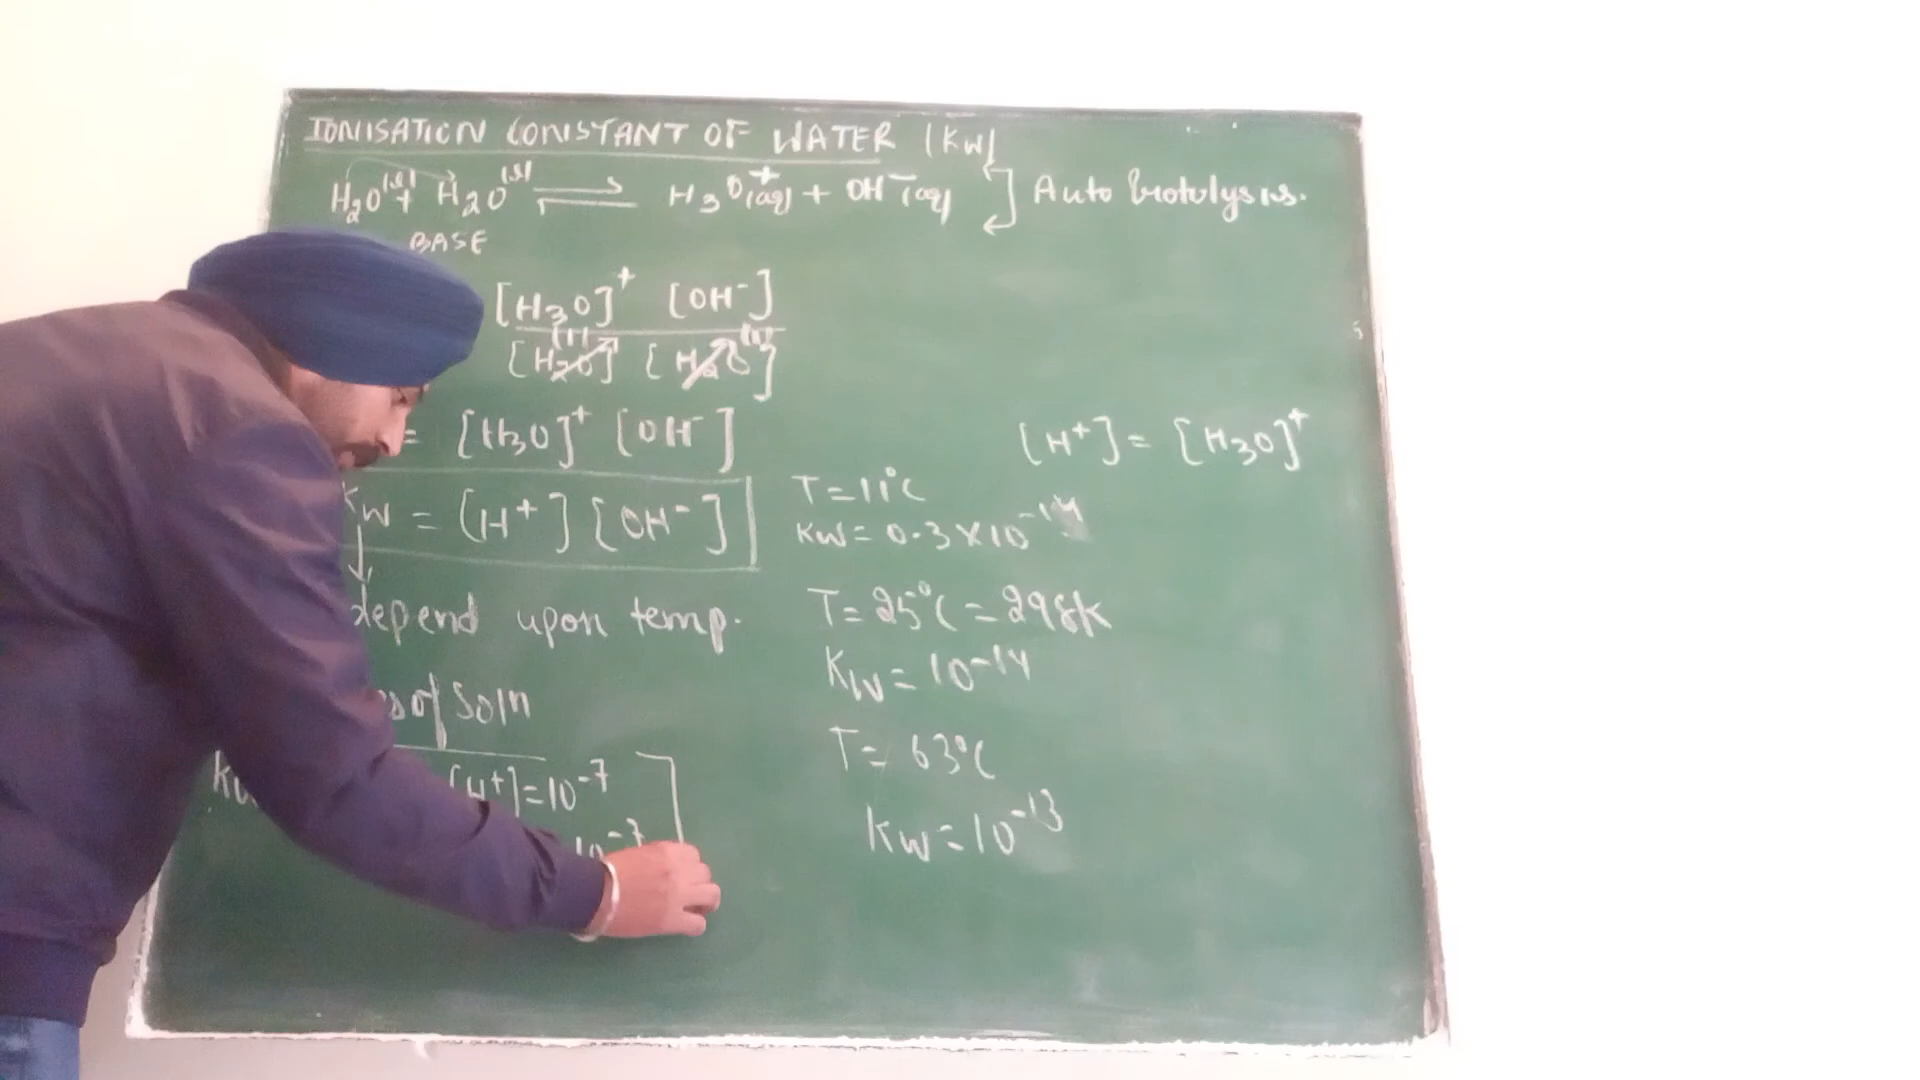 IONISATION CONSTANT OF WATER (KW)
H2O(l) + H2O(l) ⇌ H3O+(aq) + OH-(aq) ] Auto Protolysis.
BASE
[H3O]+ [OH-]
[H2O](l) [H2O](l)
= [H3O]+ [OH-]
[H+] = [H3O]+
Kw = [H+] [OH-]
T = 11°C
KW = 0.3 × 10-14
depend upon temp.
T = 25°C = 298K
Kw = 10-14
of Soln
T = 63°C
[H+] = 10-7
10-7
KW = 10-13